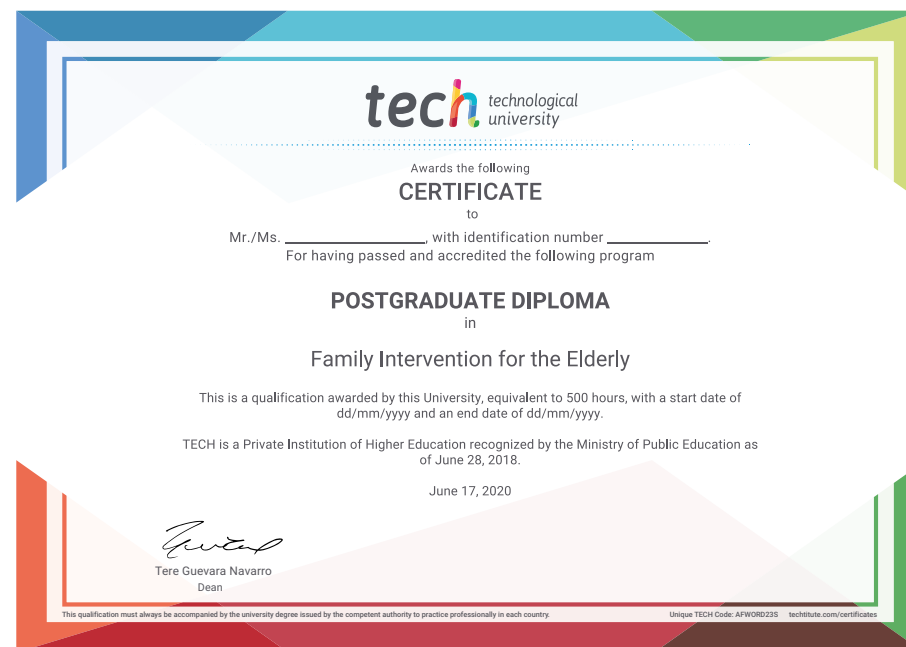 tech technological
university
Awards the following
CERTIFICATE
to
Mr./Ms. ____________________, with identification number ______________.
For having passed and accredited the following program
POSTGRADUATE DIPLOMA
in
Family Intervention for the Elderly
This is a qualification awarded by this University, equivalent to 500 hours, with a start date of
dd/mm/yyyy and an end date of dd/mm/yyyy.
TECH is a Private Institution of Higher Education recognized by the Ministry of Public Education as
of June 28, 2018.
June 17, 2020
Tere Guevara Navarro
Dean
This qualification must always be accompanied by the university degree issued by the competent authority to practice professionally in each country. Unique TECH Code: AFWORD23S techtitute.com/certificates